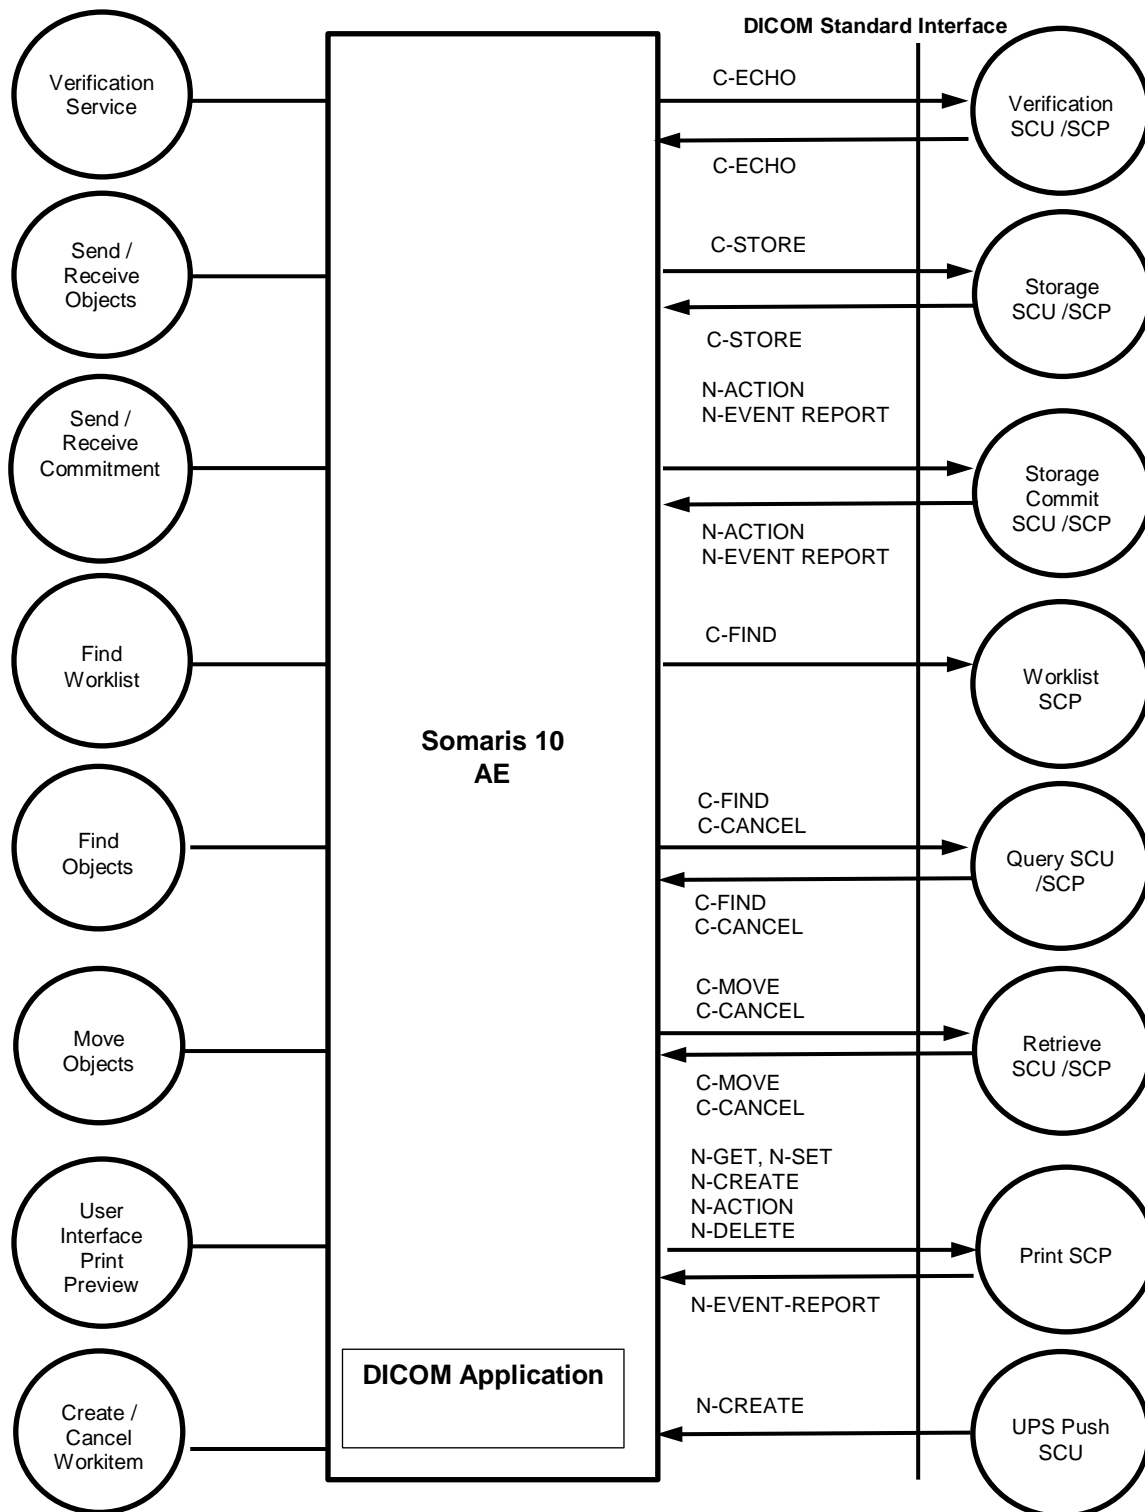 DICOM Standard Interface
Verification
Service
C-ECHO
Verification
SCU /SCP
C-ECHO
Send /
Receive
Objects
C-STORE
Storage
SCU /SCP
C-STORE
Send /
Receive
Commitment
N-ACTION
N-EVENT REPORT
Storage
Commit
SCU /SCP
N-ACTION
N-EVENT REPORT
Find
Worklist
C-FIND
Worklist
SCP
Somaris 10
AE
Find
Objects
C-FIND
C-CANCEL
Query SCU
/SCP
C-FIND
C-CANCEL
Move
Objects
C-MOVE
C-CANCEL
Retrieve
SCU /SCP
C-MOVE
C-CANCEL
User
Interface
Print
Preview
N-GET, N-SET
N-CREATE
N-ACTION
N-DELETE
Print SCP
N-EVENT-REPORT
DICOM Application
Create /
Cancel
Workitem
N-CREATE
UPS Push
SCU